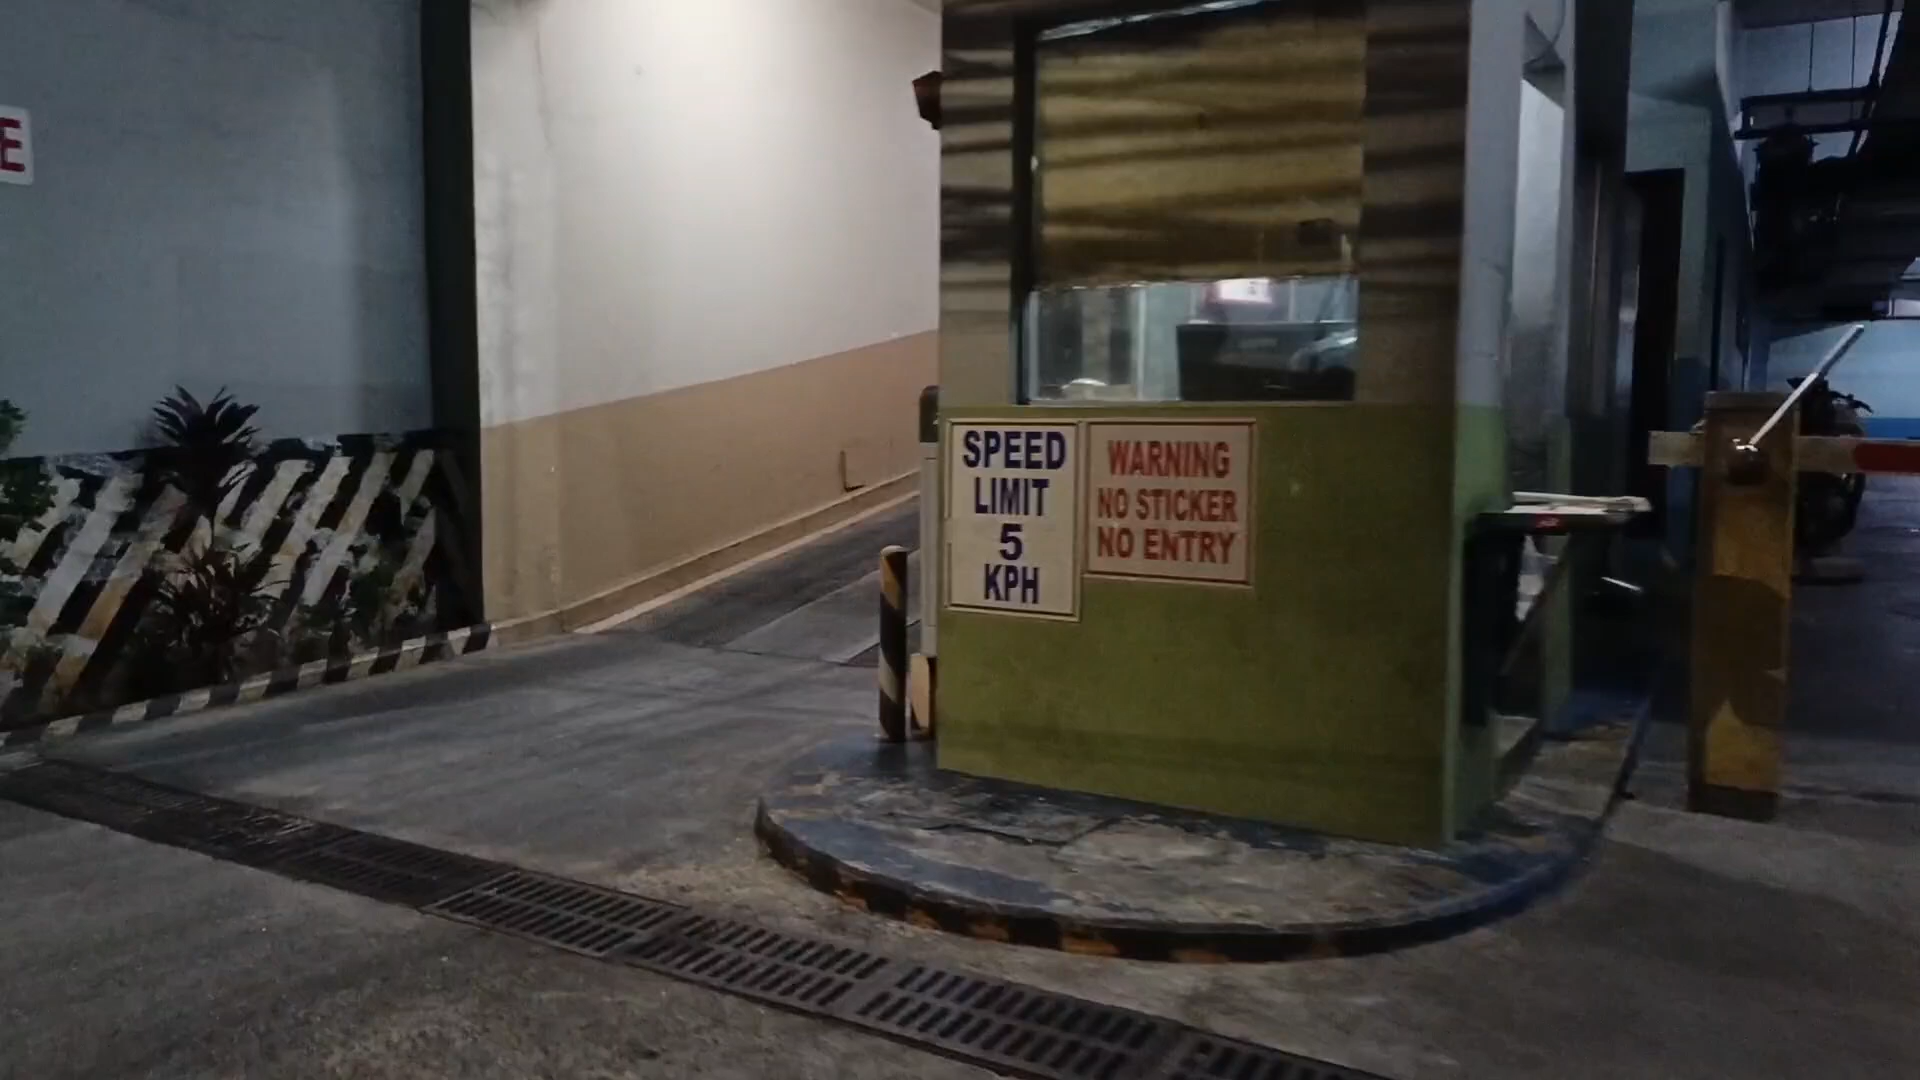 E
SPEED
LIMIT
5
KPH
WARNING
NO STICKER
NO ENTRY